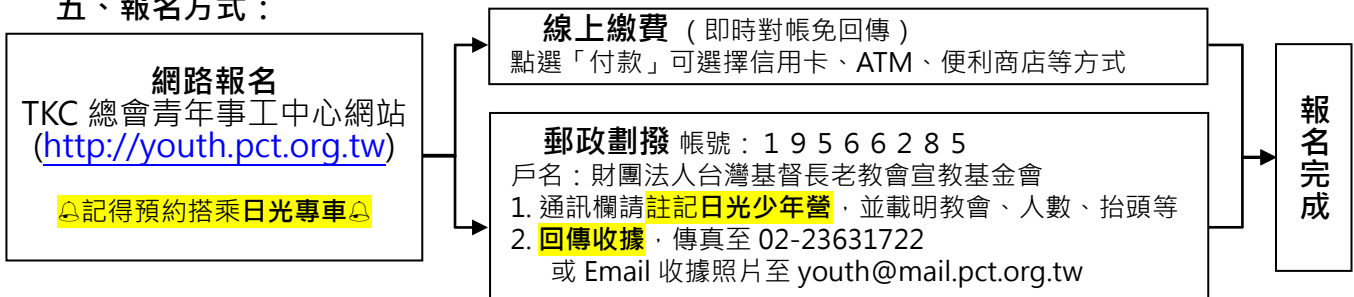 五、報名方式：
網路報名
TKC 總會青年事工中心網站
(http://youth.pct.org.tw)
記得預約搭乘日光專車
線上繳費（即時對帳免回傳）
點選「付款」可選擇信用卡、ATM、便利商店等方式
郵政劃撥 帳號：１９５６６２８５
戶名：財團法人台灣基督長老教會宣教基金會
1. 通訊欄請註記日光少年營，並載明教會、人數、抬頭等
2. 回傳收據，傳真至 02-23631722
或 Email 收據照片至 youth@mail.pct.org.tw
報名完成